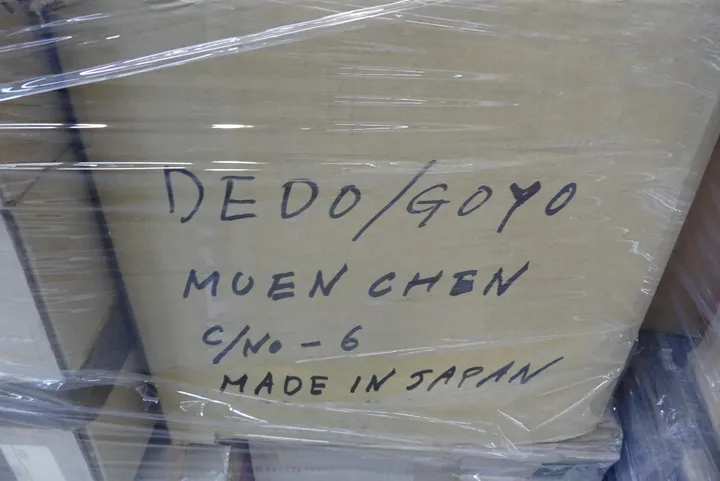 DEDO/GOYO
MUEN CHEN
C/No - 6
MADE IN JAPAN